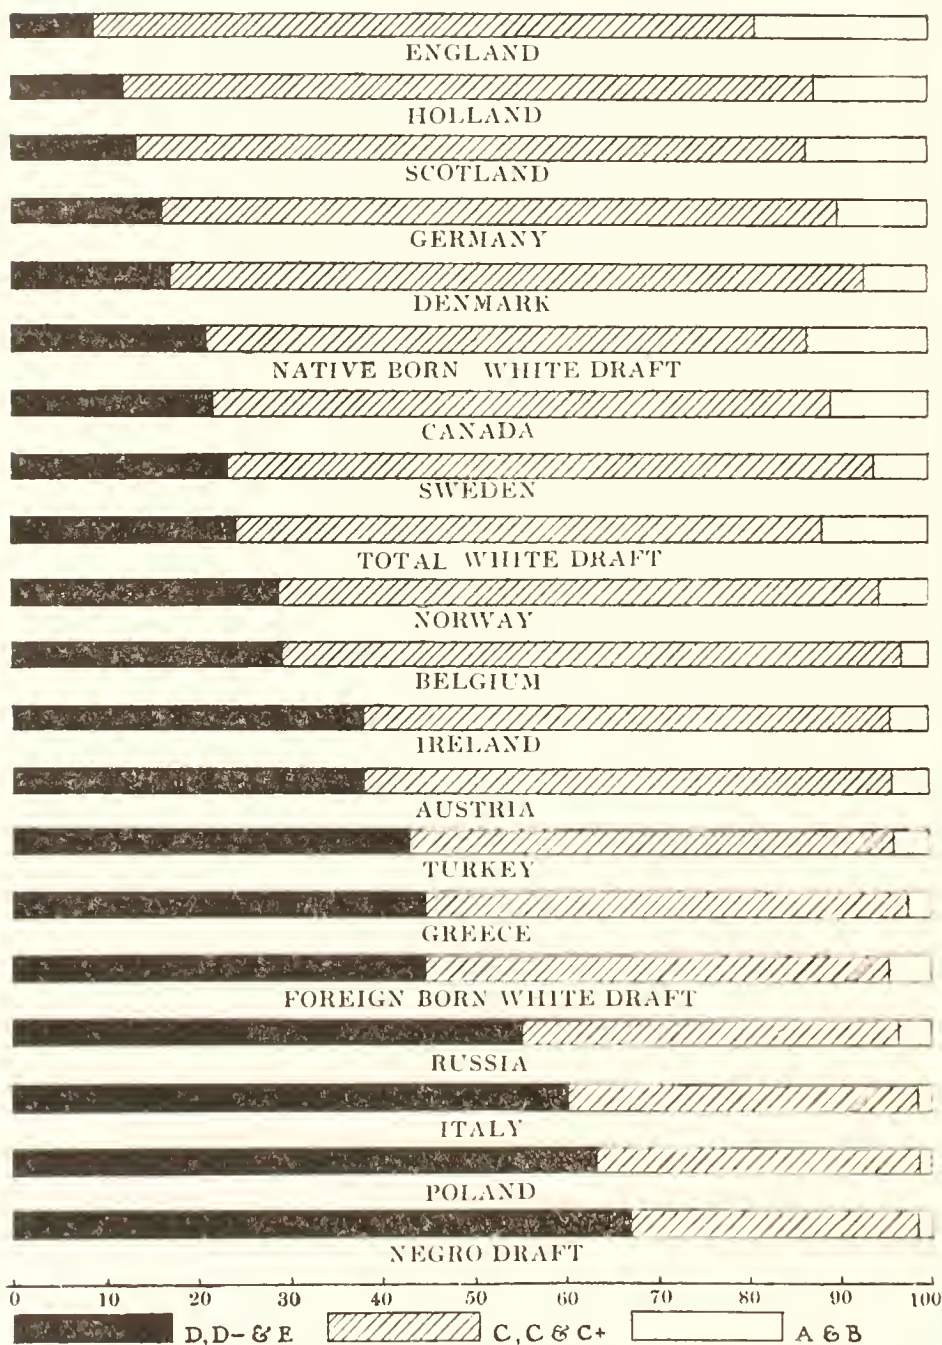 ENGLAND
HOLLAND
SCOTLAND
GERMANY
DENMARK
NATIVE BORN WHITE DRAFT
CANADA
SWEDEN
TOTAL WHITE DRAFT
NORWAY
BELGIUM
IRELAND
AUSTRIA
TURKEY
GREECE
FOREIGN BORN WHITE DRAFT
RUSSIA
ITALY
POLAND
NEGRO DRAFT
0 10 20 30 40 50 60 70 80 90 100
D, D- & E C, C & C+ A & B